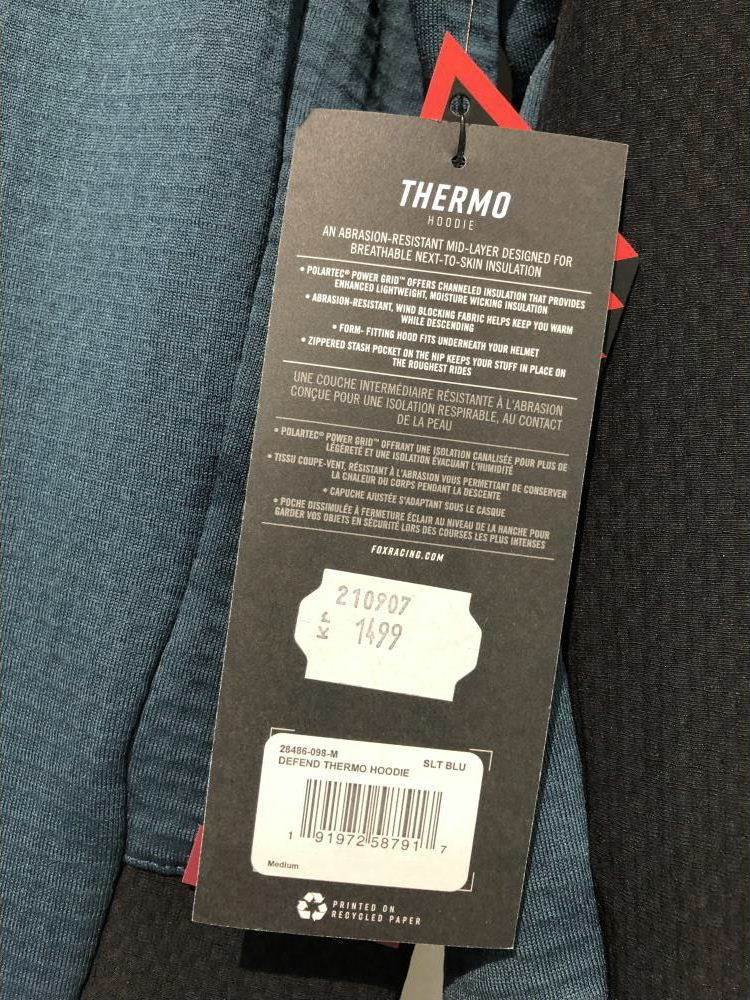 THERMO
HOODIE
AN ABRASION-RESISTANT MID-LAYER DESIGNED FOR
BREATHABLE NEXT-TO-SKIN INSULATION
• POLARTEC® POWER GRID™ OFFERS CHANNELED INSULATION THAT PROVIDES
ENHANCED LIGHTWEIGHT, MOISTURE WICKING INSULATION
• ABRASION-RESISTANT, WIND BLOCKING FABRIC HELPS KEEP YOU WARM
WHILE DESCENDING
• FORM- FITTING HOOD FITS UNDERNEATH YOUR HELMET
• ZIPPERED STASH POCKET ON THE HIP KEEPS YOUR STUFF IN PLACE ON
THE ROUGHEST RIDES
UNE COUCHE INTERMÉDIAIRE RÉSISTANTE À L'ABRASION
CONÇUE POUR UNE ISOLATION RESPIRABLE, AU CONTACT
DE LA PEAU
• POLARTEC® POWER GRID™ OFFRANT UNE ISOLATION CANALISÉE POUR PLUS DE
LÉGÈRETÉ ET UNE ISOLATION ÉVACUANT L'HUMIDITÉ
• TISSU COUPE-VENT, RÉSISTANT À L'ABRASION VOUS PERMETTANT DE CONSERVER
LA CHALEUR DU CORPS PENDANT LA DESCENTE
• CAPUCHE AJUSTÉE S'ADAPTANT SOUS LE CASQUE
• POCHE DISSIMULÉE À FERMETURE ÉCLAIR AU NIVEAU DE LA HANCHE POUR
GARDER VOS OBJETS EN SÉCURITÉ LORS DES COURSES LES PLUS INTENSES
FOXRACING.COM
210907
KR 1499
28486-098-M
DEFEND THERMO HOODIE SLT BLU
1 91972 58791 7
Medium
PRINTED ON
RECYCLED PAPER